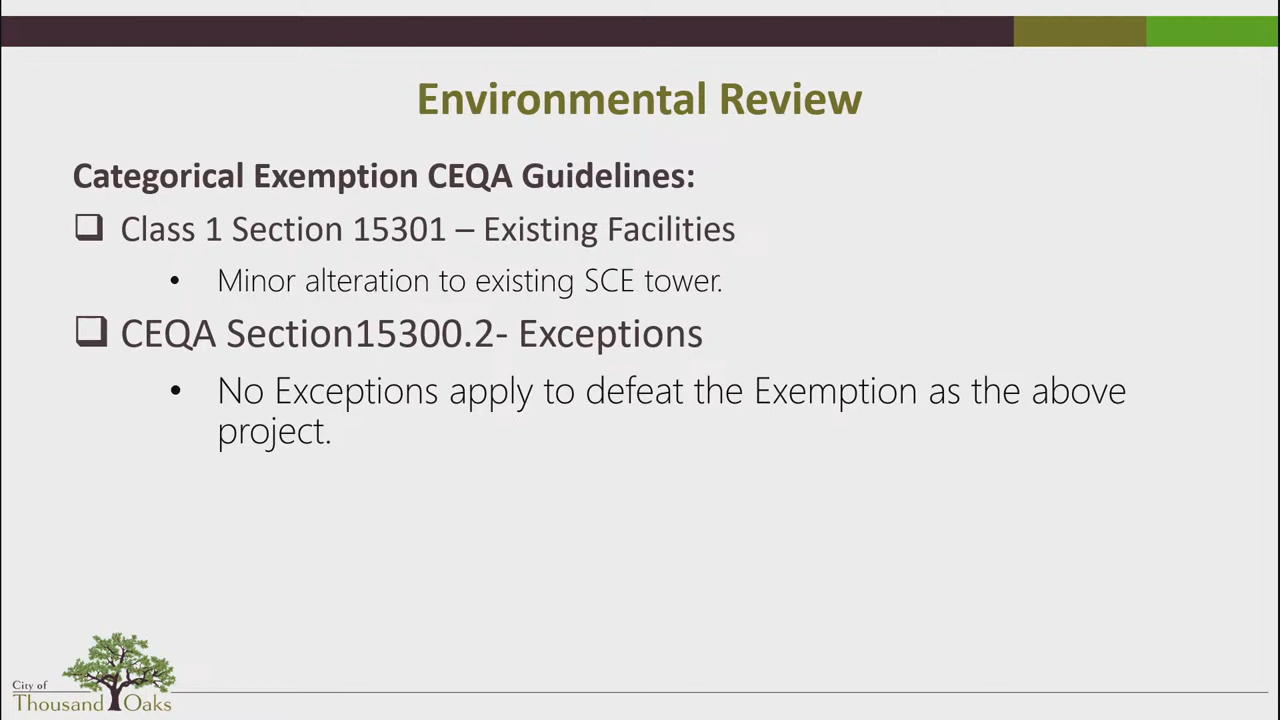 Environmental Review
Categorical Exemption CEQA Guidelines:
❑ Class 1 Section 15301 – Existing Facilities
• Minor alteration to existing SCE tower.
❑ CEQA Section15300.2- Exceptions
• No Exceptions apply to defeat the Exemption as the above
project.
City of
Thousand Oaks